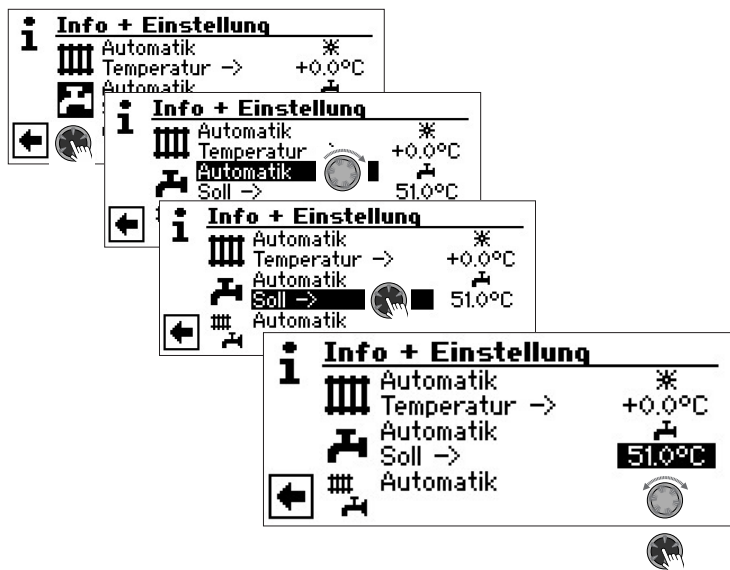 i Info + Einstellung
Automatik
Temperatur -> +0.0°C
Automatik
i Info + Einstellung
Automatik
Temperatur +0.0°C
Automatik
Soll -> 51.0°C
i Info + Einstellung
Automatik
Temperatur -> +0.0°C
Automatik
Soll -> 51.0°C
Automatik
i Info + Einstellung
Automatik
Temperatur -> +0.0°C
Automatik
Soll -> 51.0°C
Automatik